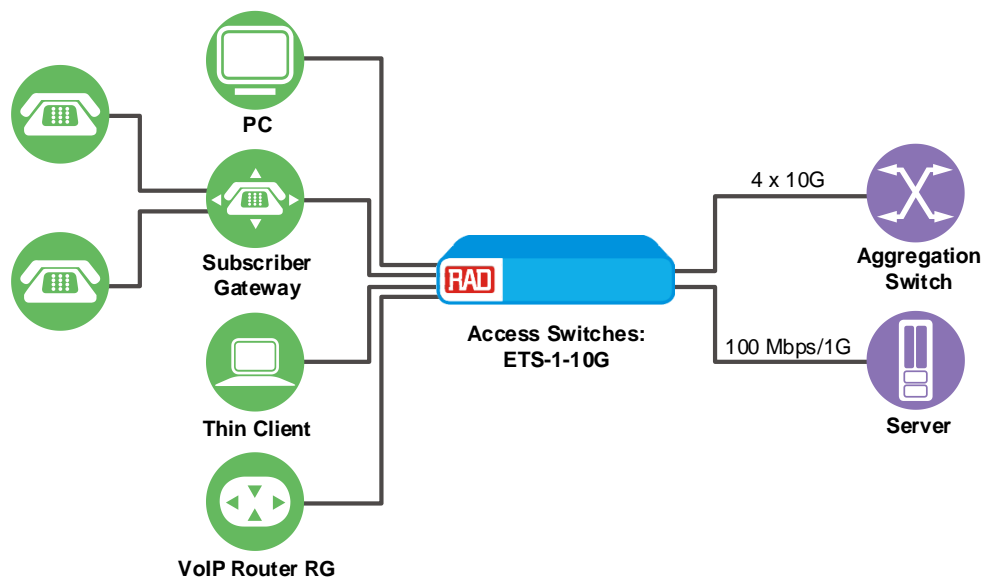 PC
Subscriber
Gateway
Thin Client
VoIP Router RG
RAD
Access Switches:
ETS-1-10G
4 x 10G
Aggregation
Switch
100 Mbps/1G
Server